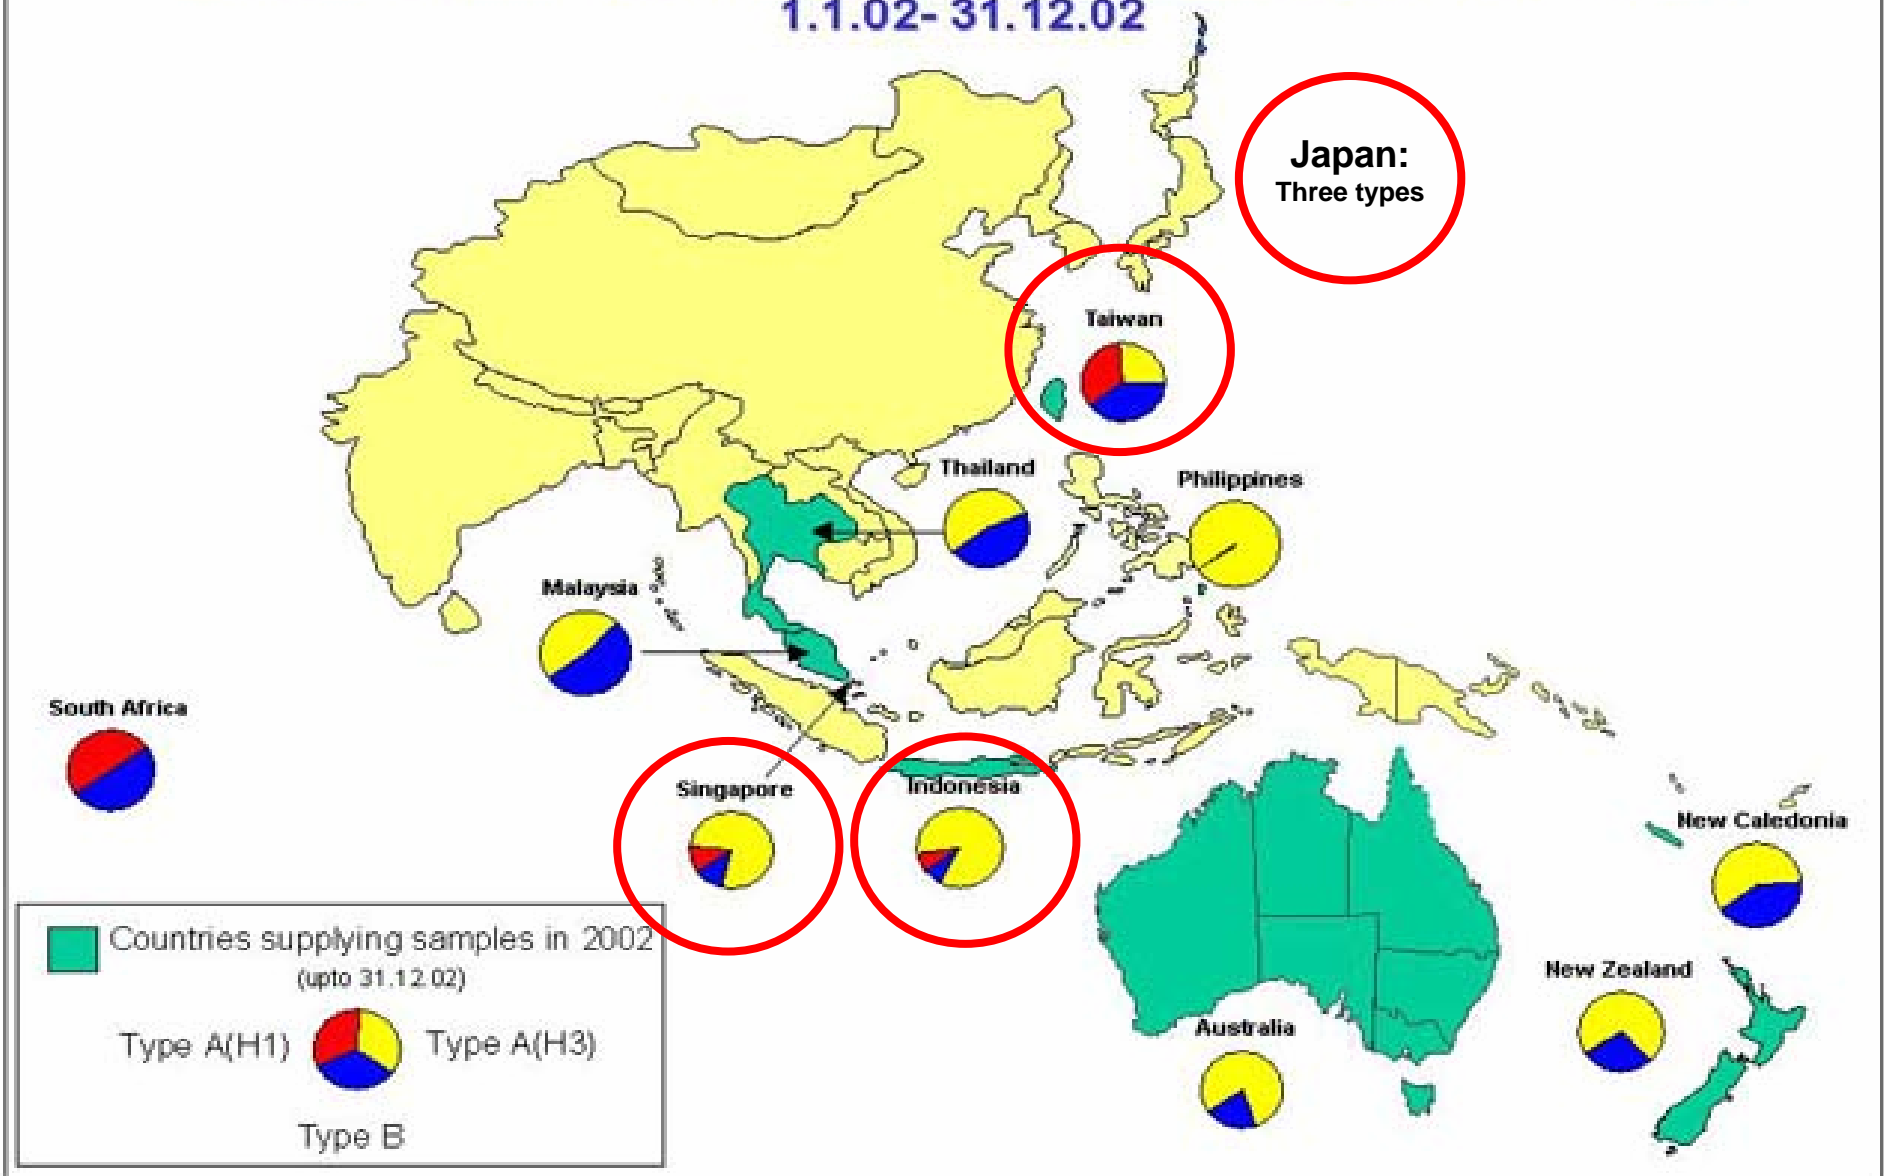 1.1.02- 31.12.02
Japan:
Three types
Taiwan
Thailand
Philippines
Malaysia
South Africa
Singapore
Indonesia
New Caledonia
New Zealand
Australia
Countries supplying samples in 2002
(upto 31.12.02)
Type A(H1)
Type A(H3)
Type B